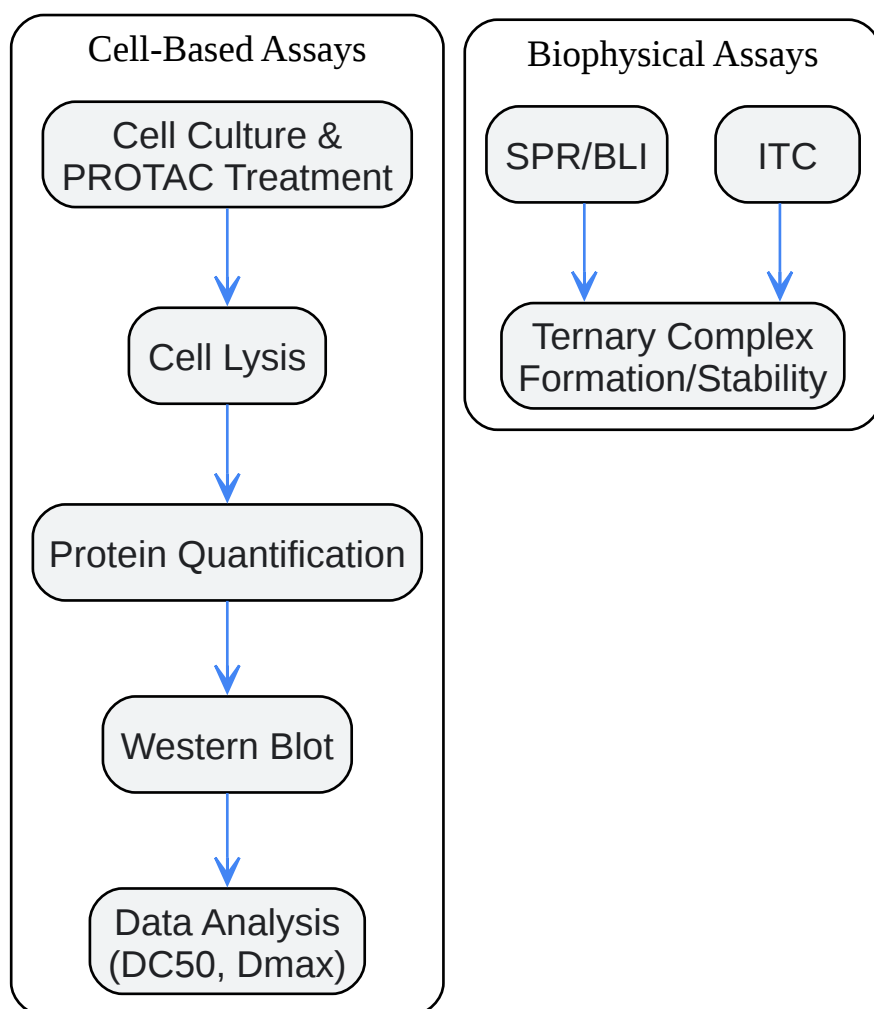 Cell-Based Assays
Cell Culture &
PROTAC Treatment
Cell Lysis
Protein Quantification
Western Blot
Data Analysis
(DC50, Dmax)
Biophysical Assays
SPR/BLI
ITC
Ternary Complex
Formation/Stability